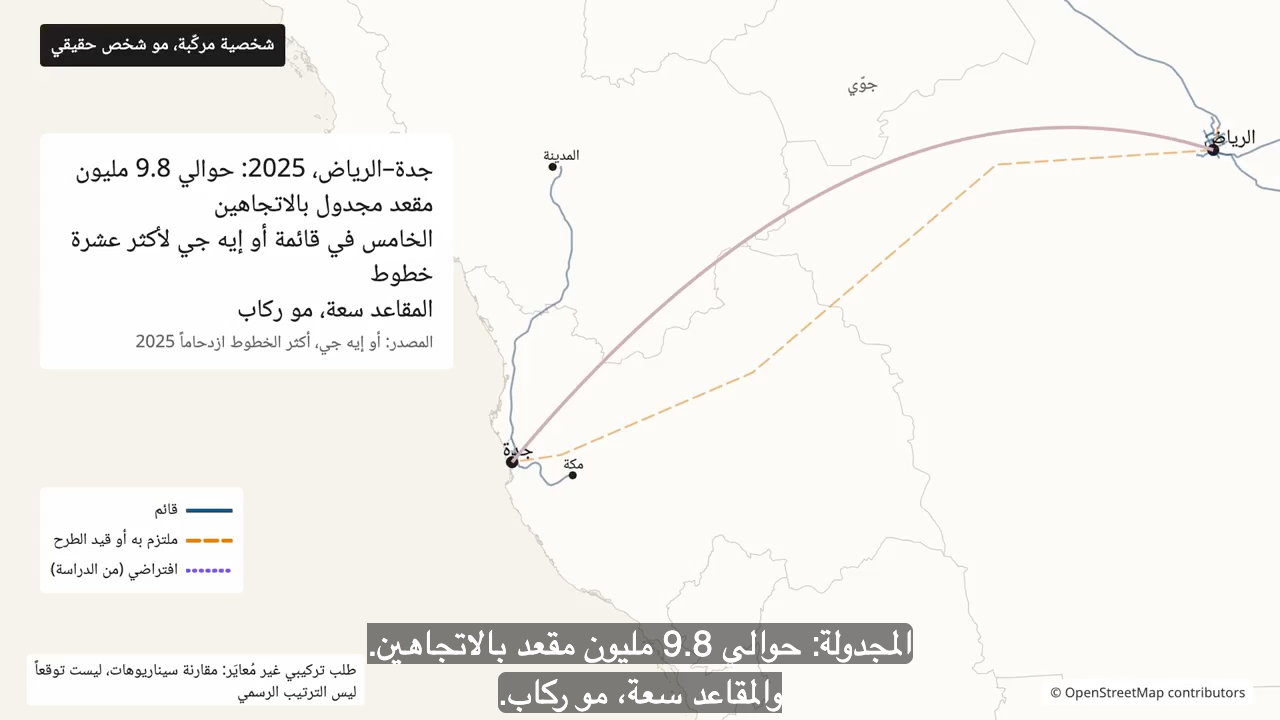 شخصية مركّبة، مو شخص حقيقي
جوّي
الرياض
المدينة
جدة–الرياض، 2025: حوالي 9.8 مليون
مقعد مجدول بالاتجاهين
الخامس في قائمة أو إيه جي لأكثر عشرة
خطوط
المقاعد سعة، مو ركاب
المصدر: أو إيه جي، أكثر الخطوط ازدحاماً 2025
جدة
مكة
قائم
ملتزم به أو قيد الطرح
افتراضي (من الدراسة)
المجدولة: حوالي 9.8 مليون مقعد بالاتجاهين.
والمقاعد سعة، مو ركاب.
طلب تركيبي غير مُعايَر: مقارنة سيناريوهات، ليست توقعاً
ليس الترتيب الرسمي
© OpenStreetMap contributors